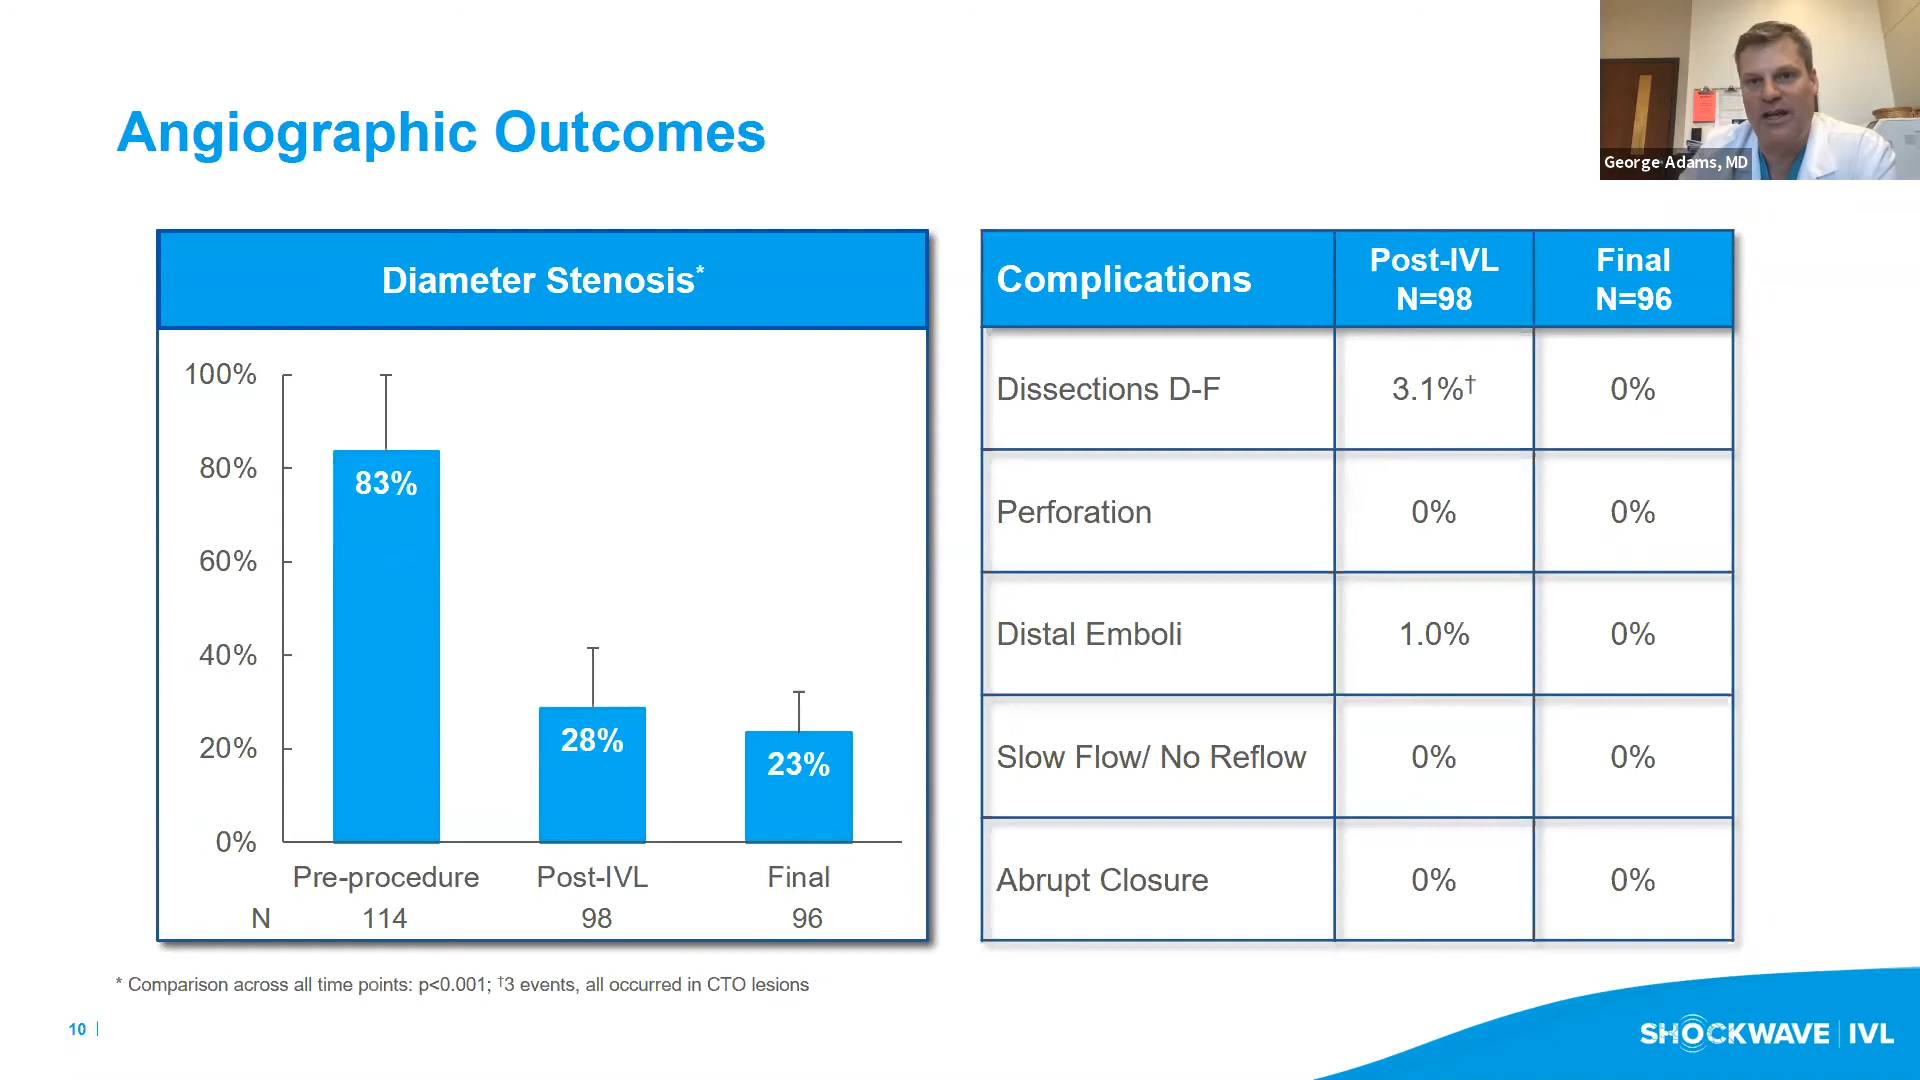 Angiographic Outcomes
George Adams, MD
Diameter Stenosis*
100%
80%
60%
40%
20%
0%
83%
28%
23%
Pre-procedure Post-IVL Final
N 114 98 96
Complications Post-IVL N=98 Final N=96
Dissections D-F 3.1%† 0%
Perforation 0% 0%
Distal Emboli 1.0% 0%
Slow Flow/ No Reflow 0% 0%
Abrupt Closure 0% 0%
* Comparison across all time points: p<0.001; †3 events, all occurred in CTO lesions
10 |
SHOCKWAVE | IVL